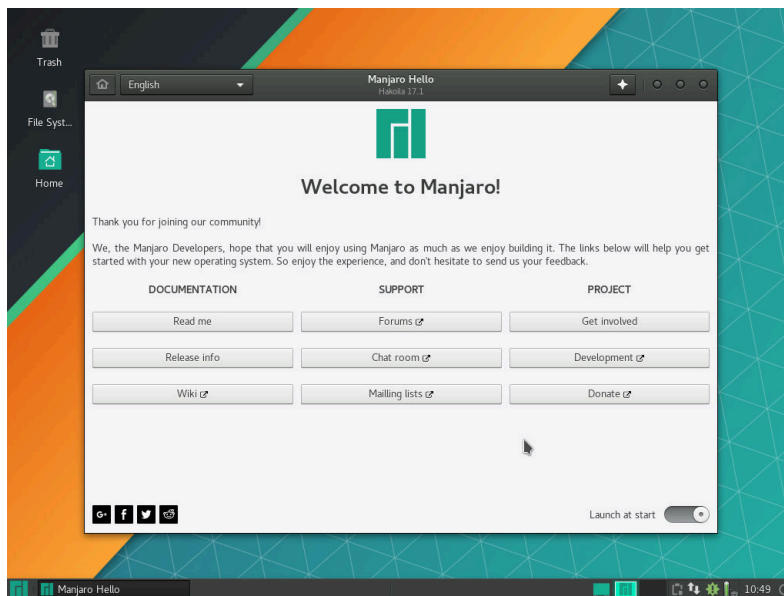 Trash
File Syst...
Home
English
Manjaro Hello
Hakoila 17.1
Welcome to Manjaro!
Thank you for joining our community!
We, the Manjaro Developers, hope that you will enjoy using Manjaro as much as we enjoy building it. The links below will help you get
started with your new operating system. So enjoy the experience, and don't hesitate to send us your feedback.
DOCUMENTATION SUPPORT PROJECT
Read me Forums Get involved
Release info Chat room Development
Wiki Mailling lists Donate
G+ f
Launch at start
Manjaro Hello
10:49